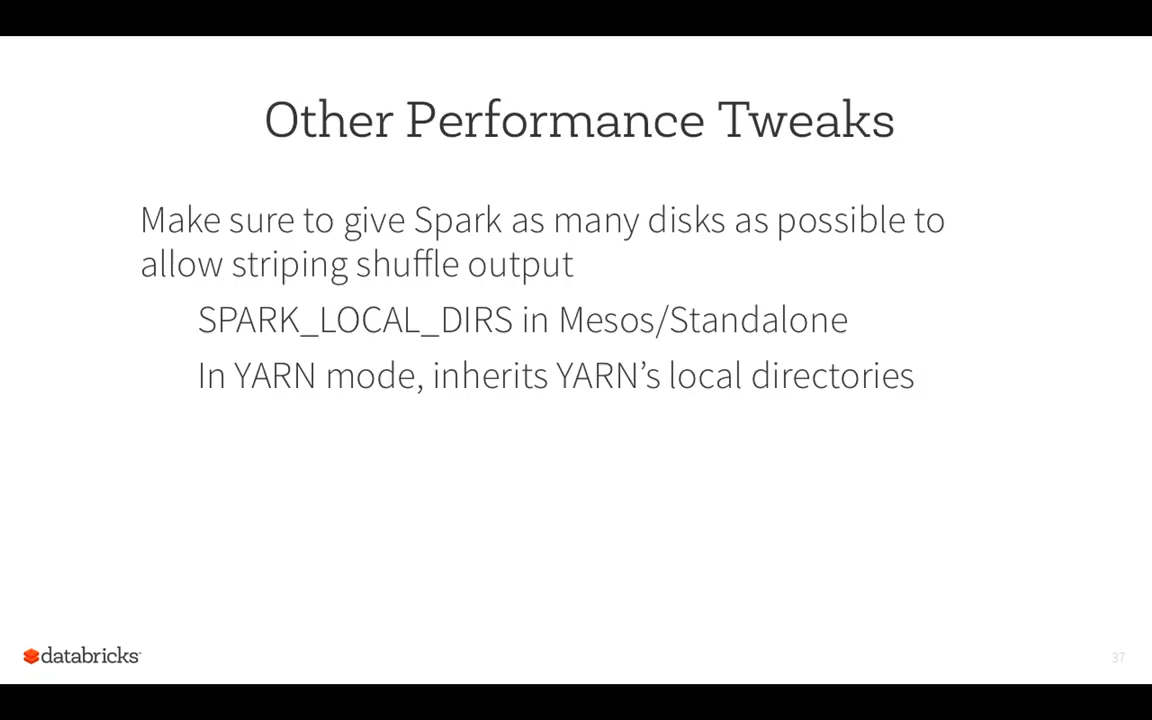 Other Performance Tweaks
Make sure to give Spark as many disks as possible to
allow striping shuffle output
SPARK_LOCAL_DIRS in Mesos/Standalone
In YARN mode, inherits YARN’s local directories
databricks
37